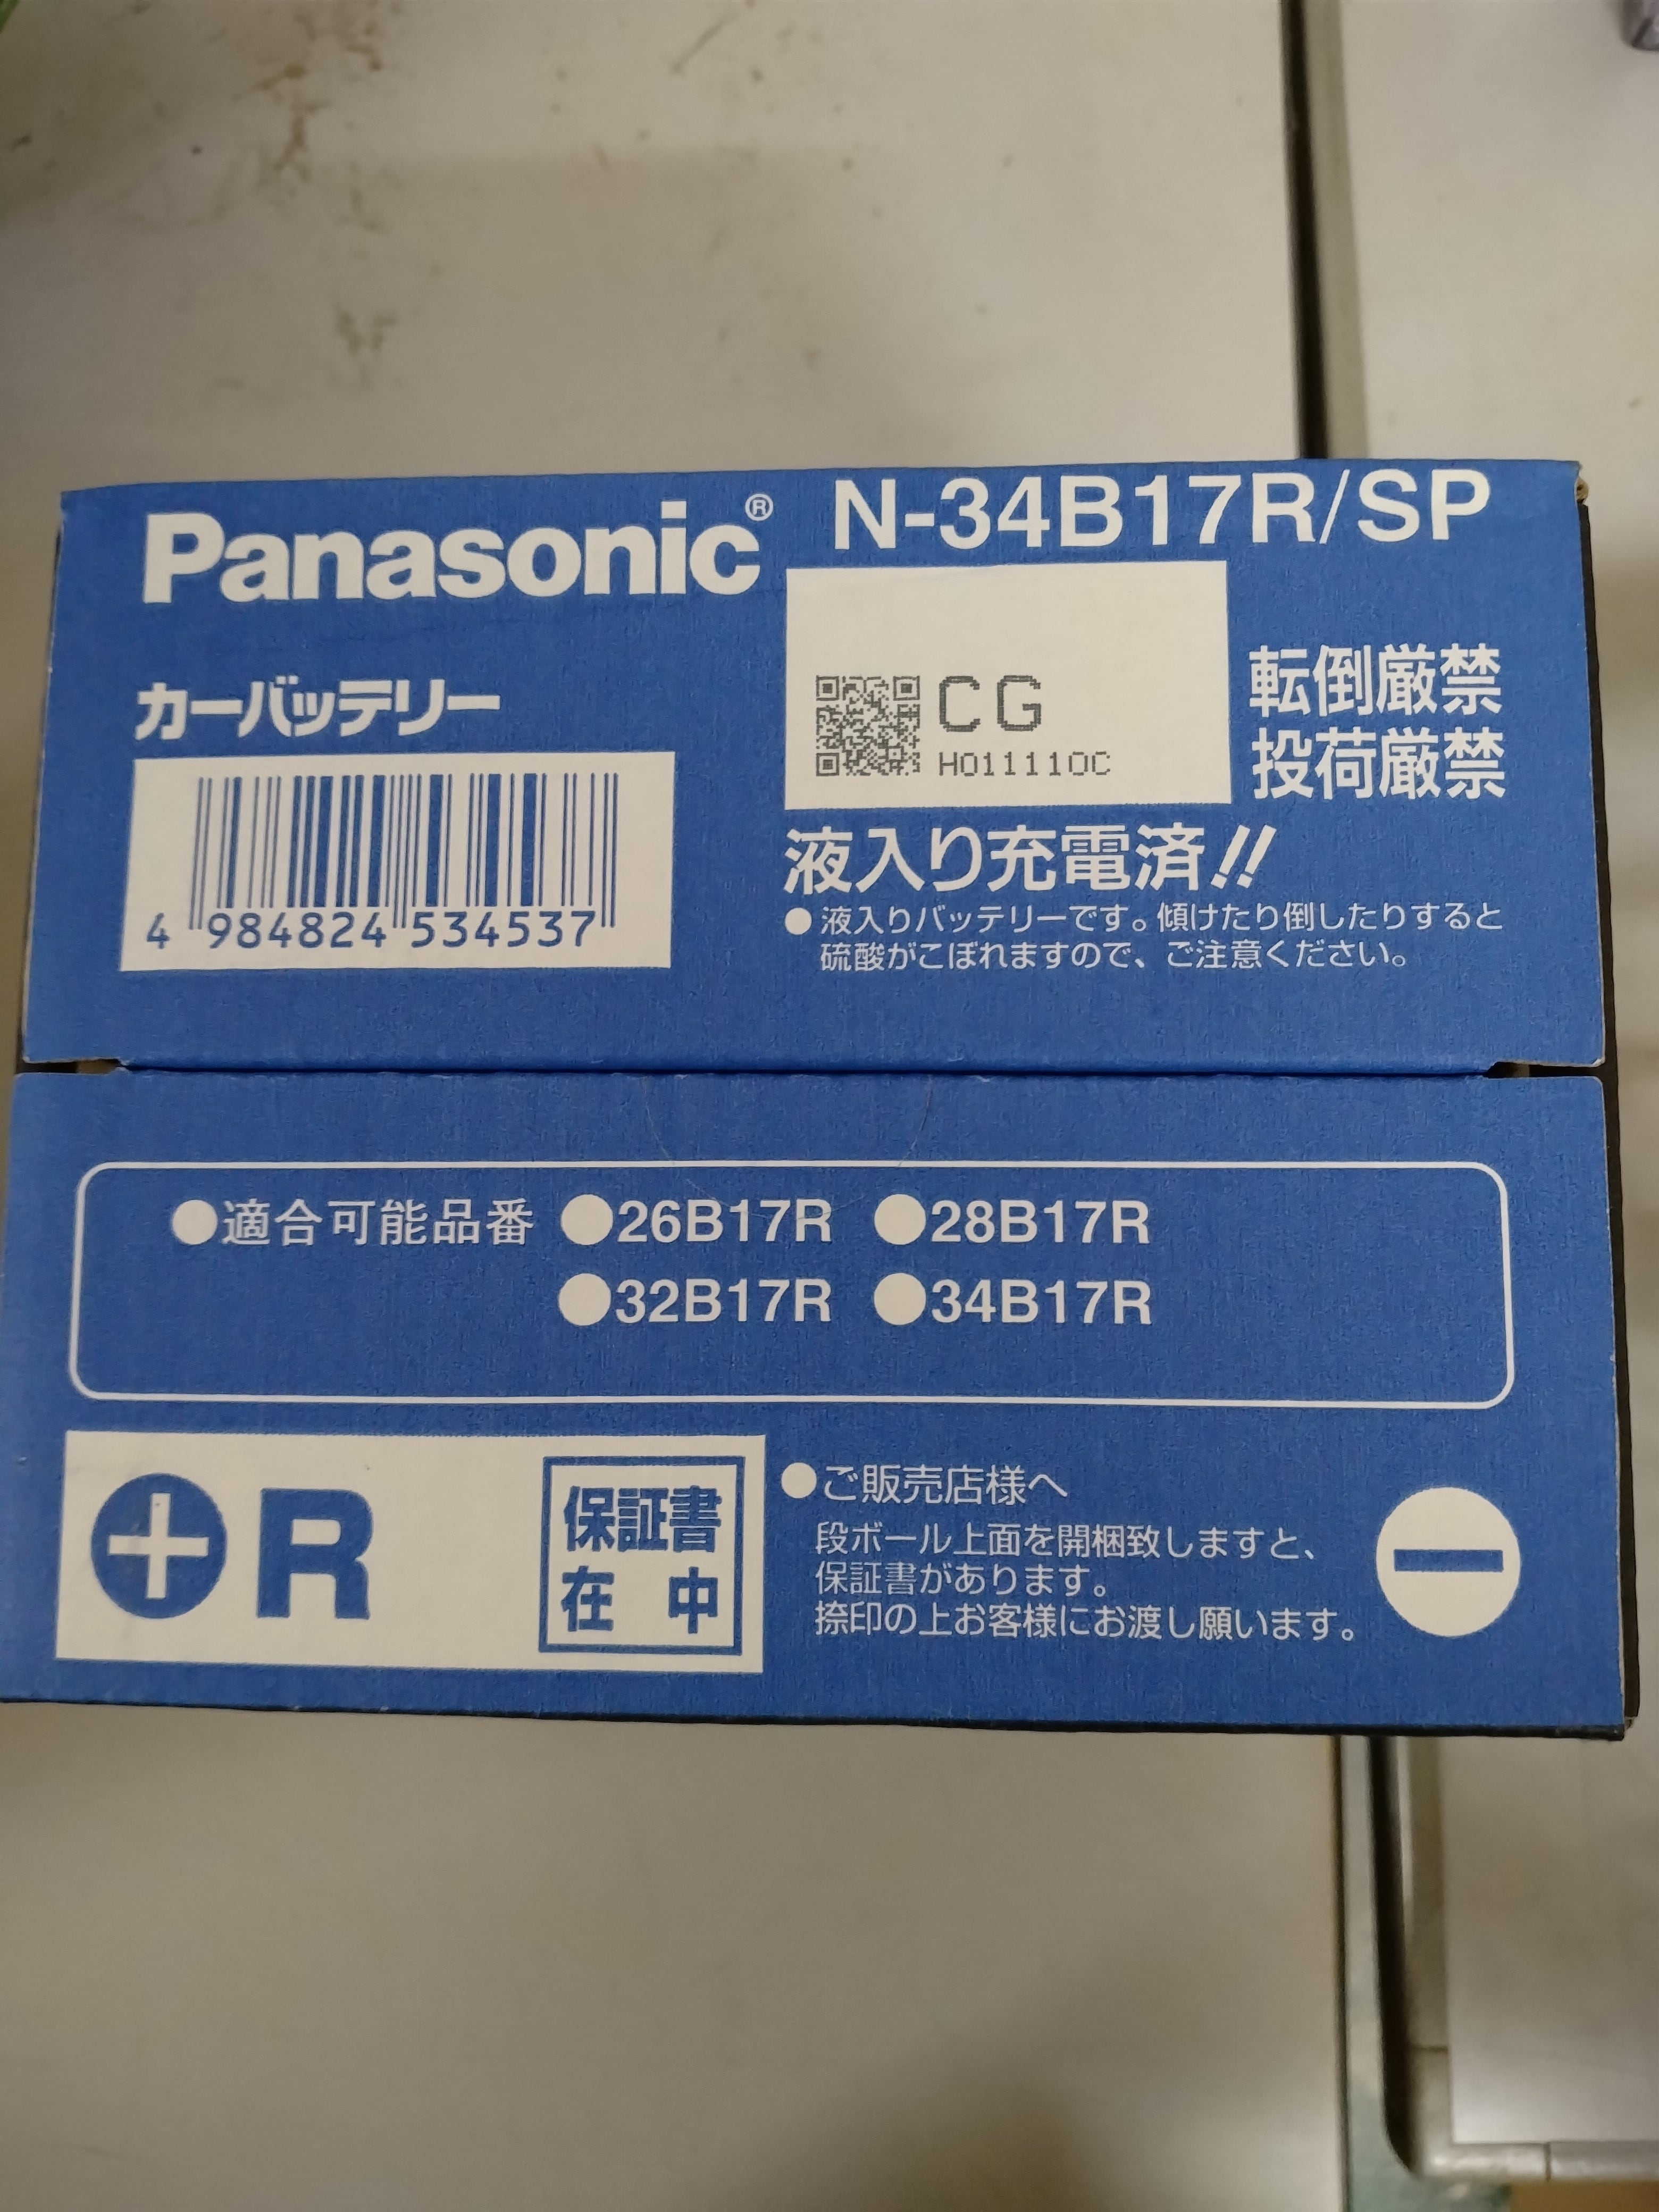 Panasonic® N-34B17R/SP
カーバッテリー
CG
H011110C
転倒厳禁
投荷厳禁
4 984824 534537
液入り充電済!!
●液入りバッテリーです。傾けたり倒したりすると
硫酸がこぼれますので、ご注意ください。
●適合可能品番 ●26B17R ●28B17R
●32B17R ●34B17R
+ R
保証書
在中
●ご販売店様へ
段ボール上面を開梱致しますと、
保証書があります。
捺印の上お客様にお渡し願います。
−